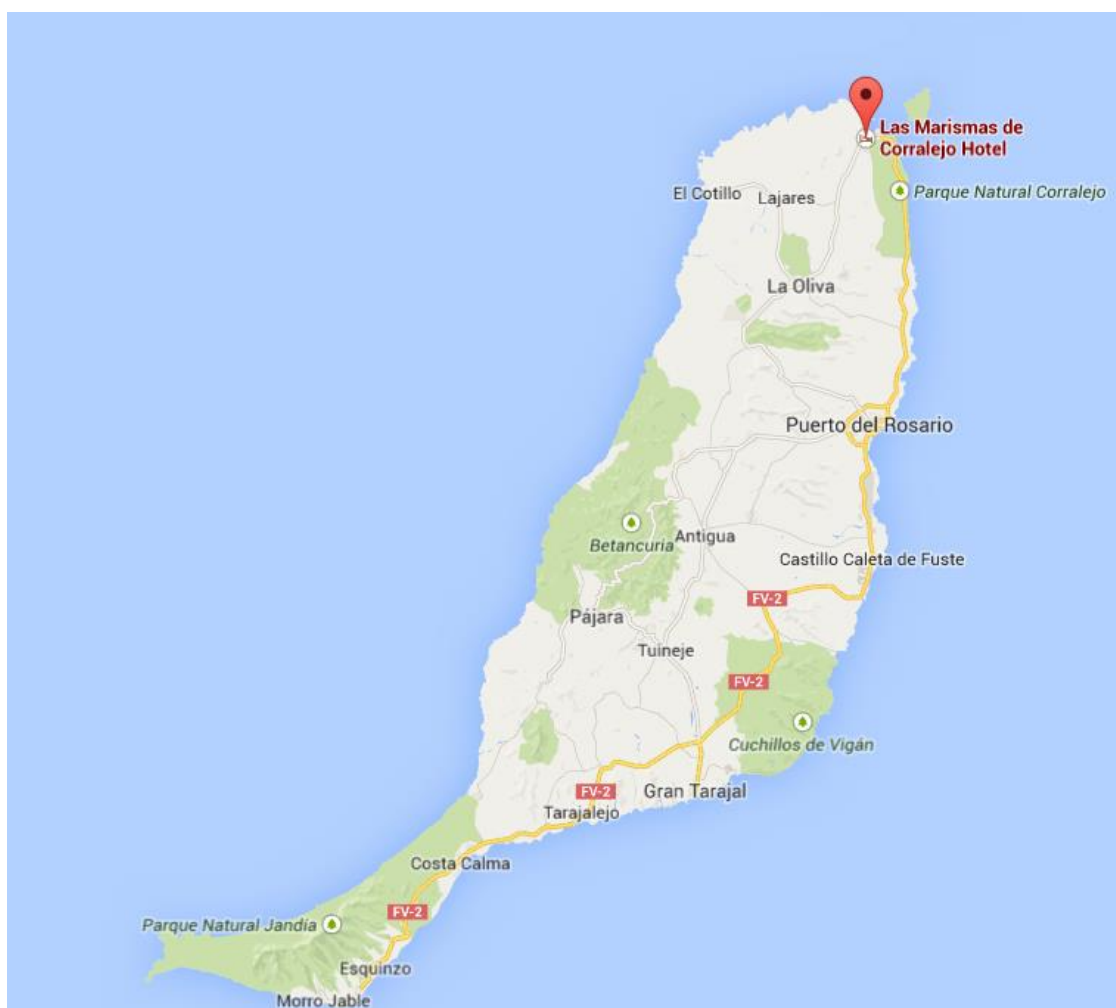 Las Marismas de
Corralejo Hotel
El Cotillo
Lajares
Parque Natural Corralejo
La Oliva
Puerto del Rosario
Betancuria
Antigua
Castillo Caleta de Fuste
FV-2
Pájara
Tuineje
FV-2
Cuchillos de Vigán
FV-2
Gran Tarajal
Tarajalejo
Costa Calma
FV-2
Parque Natural Jandía
Esquinzo
Morro Jable